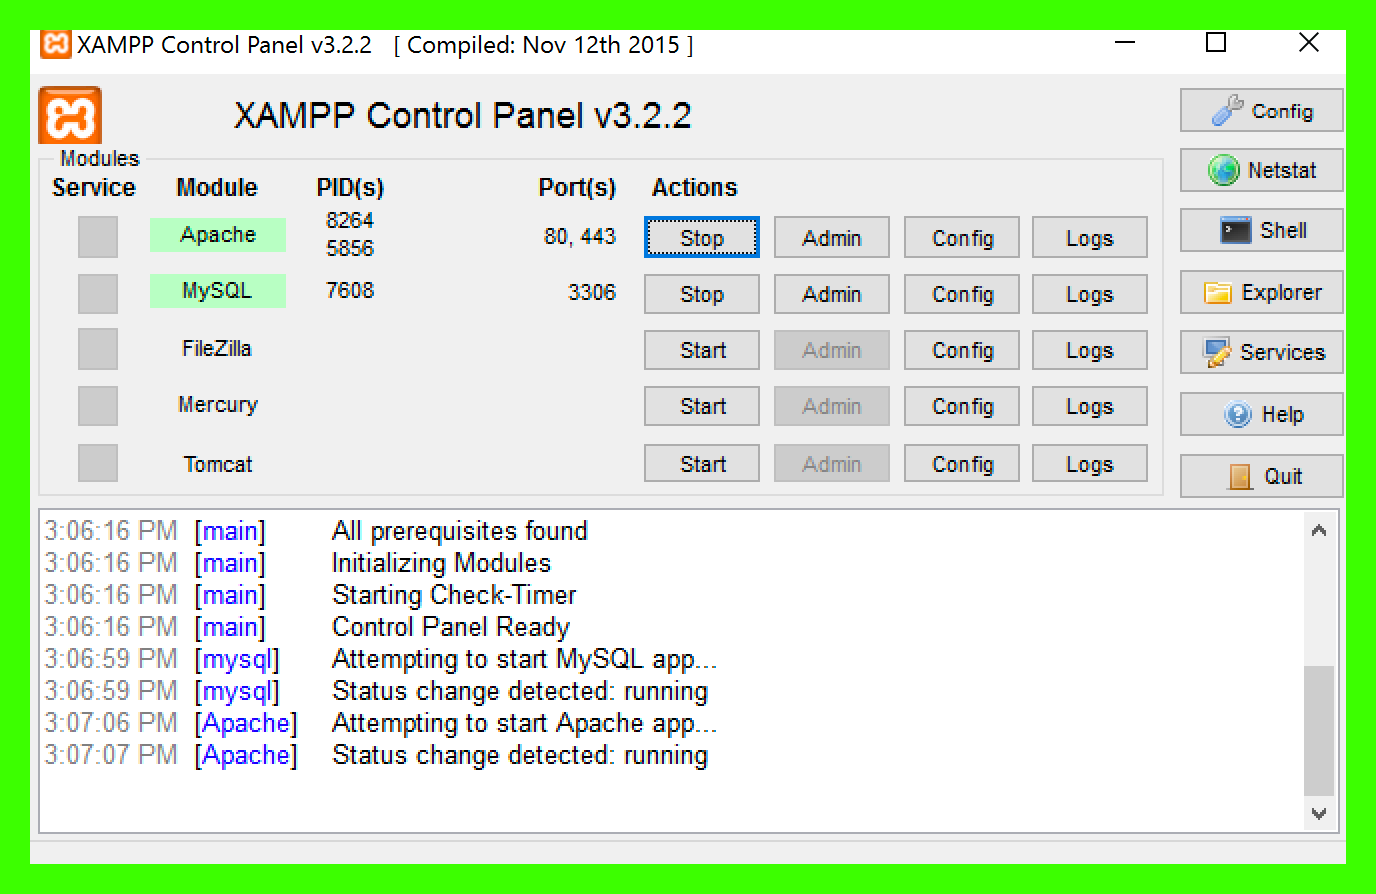 XAMPP Control Panel v3.2.2 [ Compiled: Nov 12th 2015 ]
XAMPP Control Panel v3.2.2
Config
Modules
Service Module PID(s) Port(s) Actions
Netstat
Apache 8264 5856 80, 443 Stop Admin Config Logs
Shell
MySQL 7608 3306 Stop Admin Config Logs
Explorer
FileZilla Start Admin Config Logs
Services
Mercury Start Admin Config Logs
Help
Tomcat Start Admin Config Logs
Quit
3:06:16 PM [main] All prerequisites found
3:06:16 PM [main] Initializing Modules
3:06:16 PM [main] Starting Check-Timer
3:06:16 PM [main] Control Panel Ready
3:06:59 PM [mysql] Attempting to start MySQL app...
3:06:59 PM [mysql] Status change detected: running
3:07:06 PM [Apache] Attempting to start Apache app...
3:07:07 PM [Apache] Status change detected: running